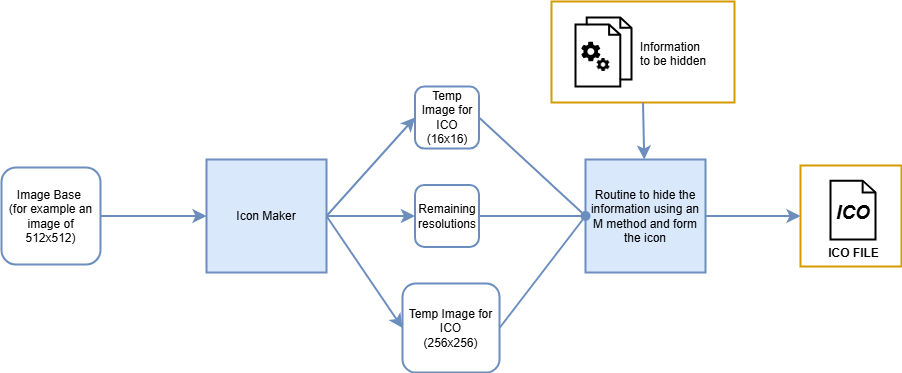 Information
to be hidden
Temp
Image for
ICO
(16x16)
Image Base
(for example an
image of
512x512)
Icon Maker
Remaining
resolutions
Routine to hide the
information using an
M method and form
the icon
ICO
ICO FILE
Temp Image for
ICO
(256x256)